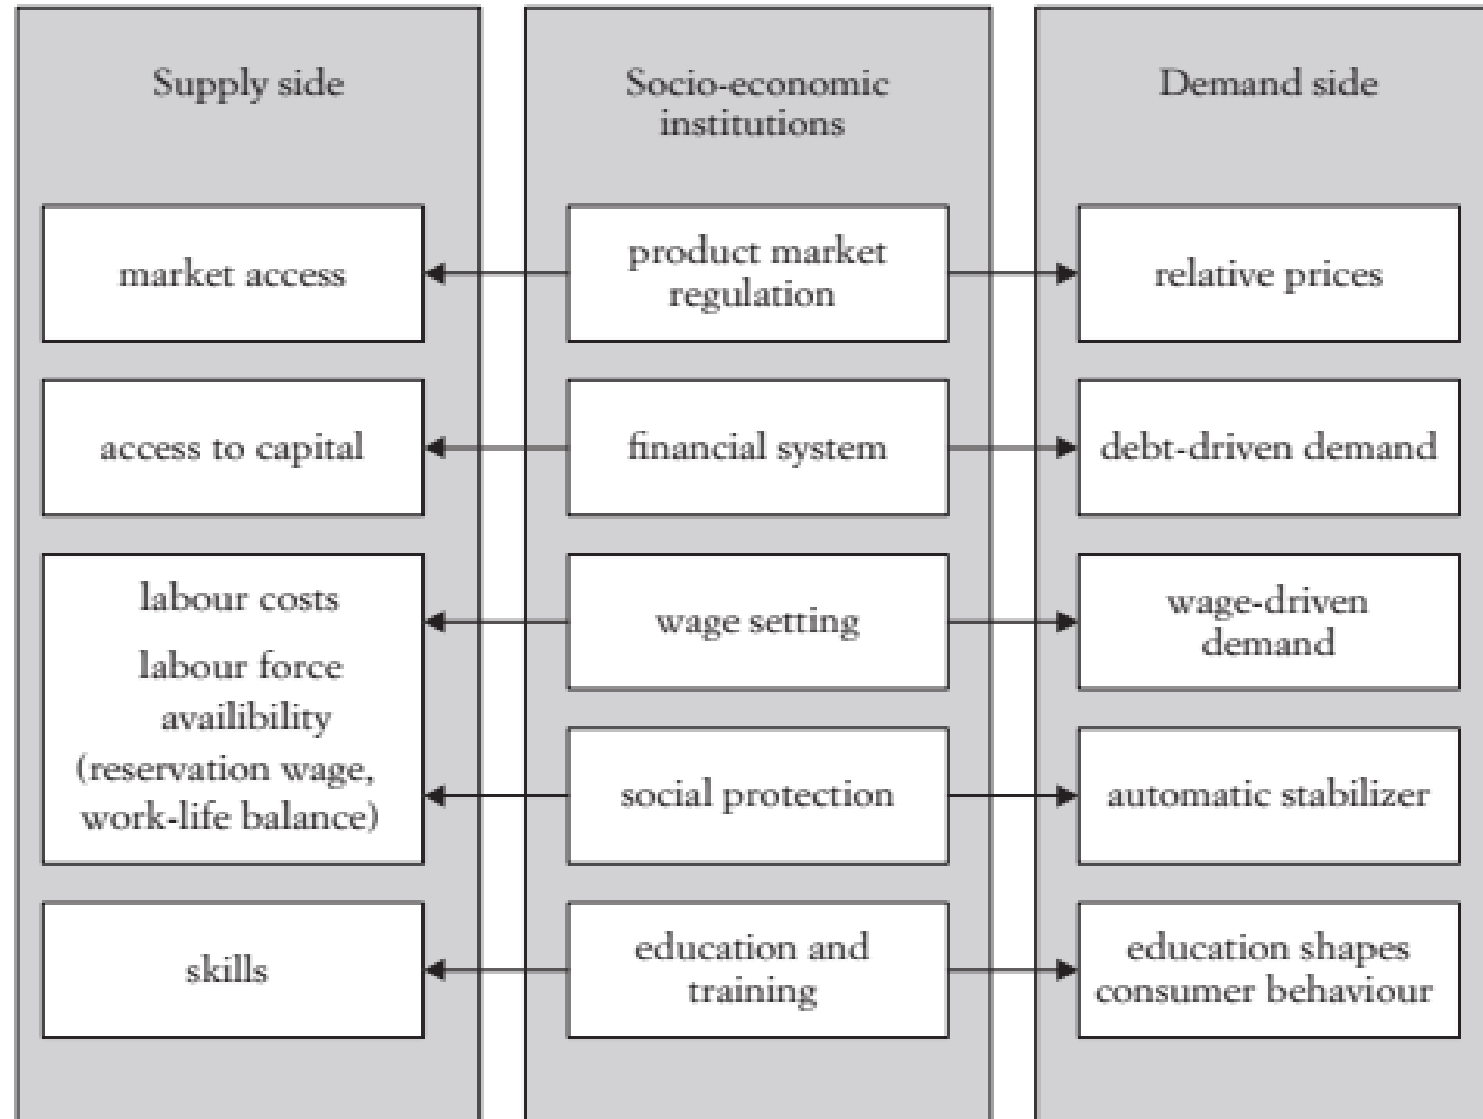 Supply side
market access
access to capital
labour costs
labour force
availibility
(reservation wage,
work-life balance)
skills
Socio-economic
institutions
product market
regulation
financial system
wage setting
social protection
education and
training
Demand side
relative prices
debt-driven demand
wage-driven
demand
automatic stabilizer
education shapes
consumer behaviour